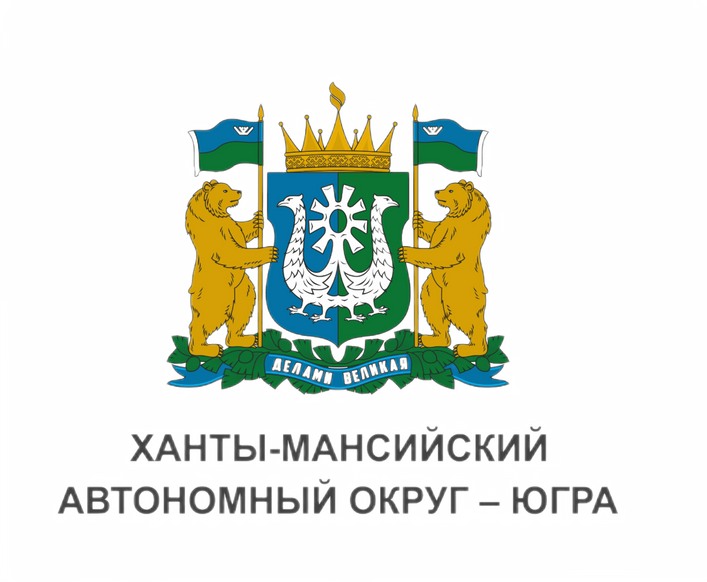 ДЕЛАМИ ВЕЛИКАЯ
ХАНТЫ-МАНСИЙСКИЙ
АВТОНОМНЫЙ ОКРУГ – ЮГРА